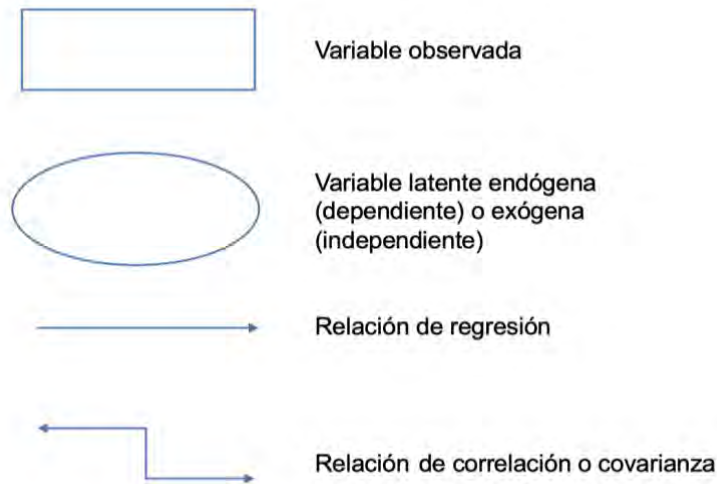 Variable observada
Variable latente endógena
(dependiente) o exógena
(independiente)
Relación de regresión
Relación de correlación o covarianza